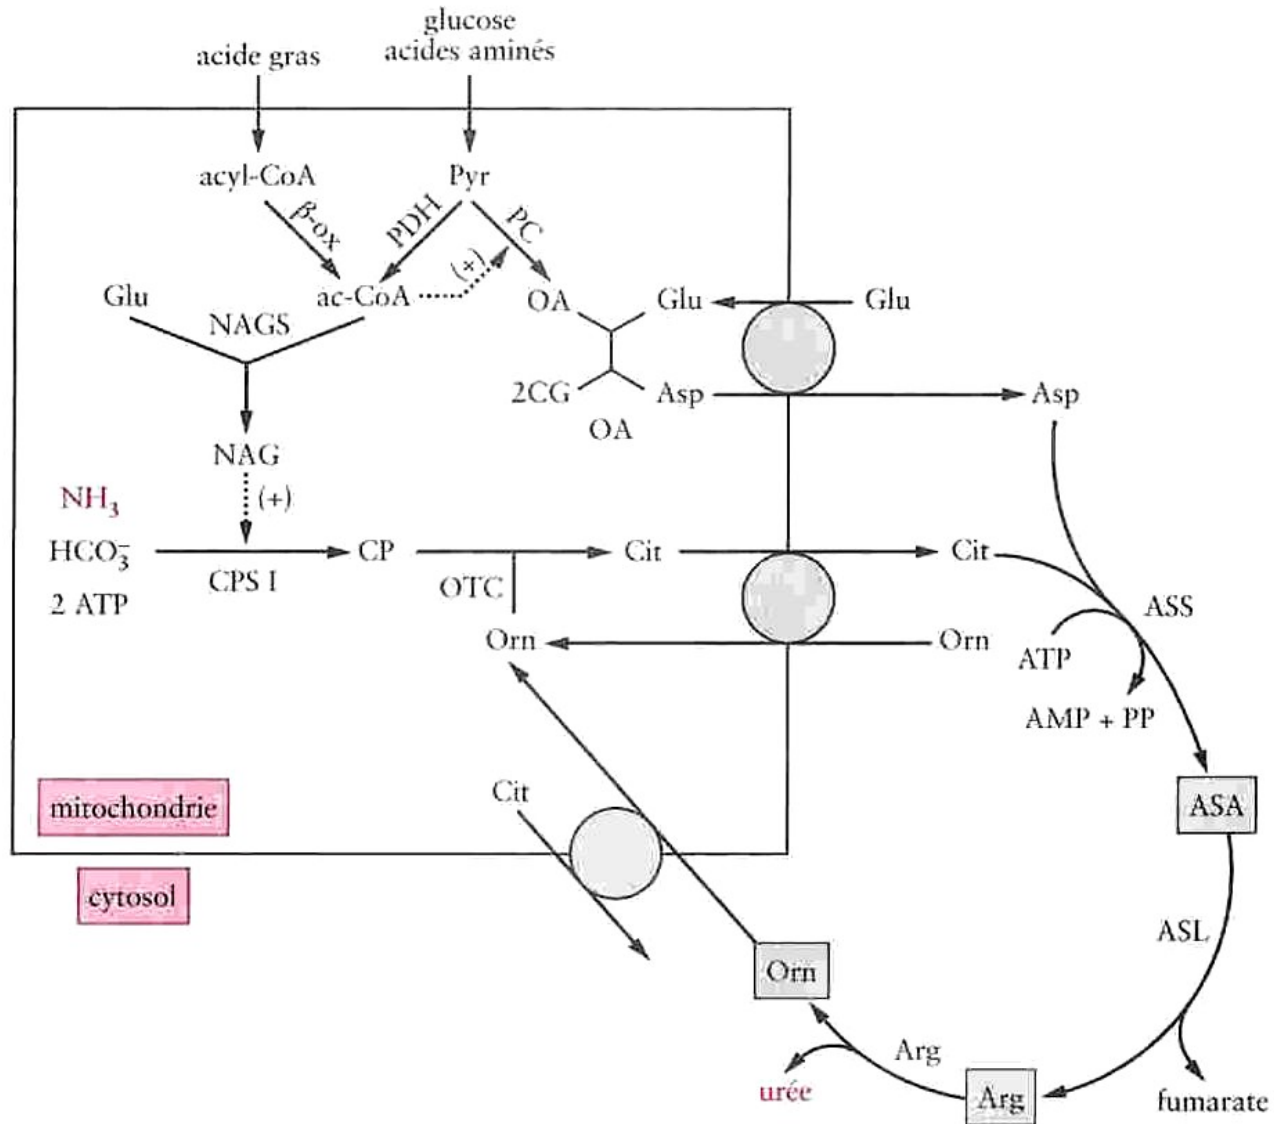 glucose
acide gras acides aminés
acyl-CoA Pyr
β-ox PDH PC
(+)
Glu ac-CoA OA Glu Glu
NAGS
2CG Asp Asp
OA
NAG
NH₃ (+)
HCO₃⁻ CP Cit Cit
CPS I OTC
2 ATP ASS
Orn Orn ATP
AMP + PP
Cit
mitochondrie ASA
cytosol
ASL
Orn
Arg
urée Arg fumarate